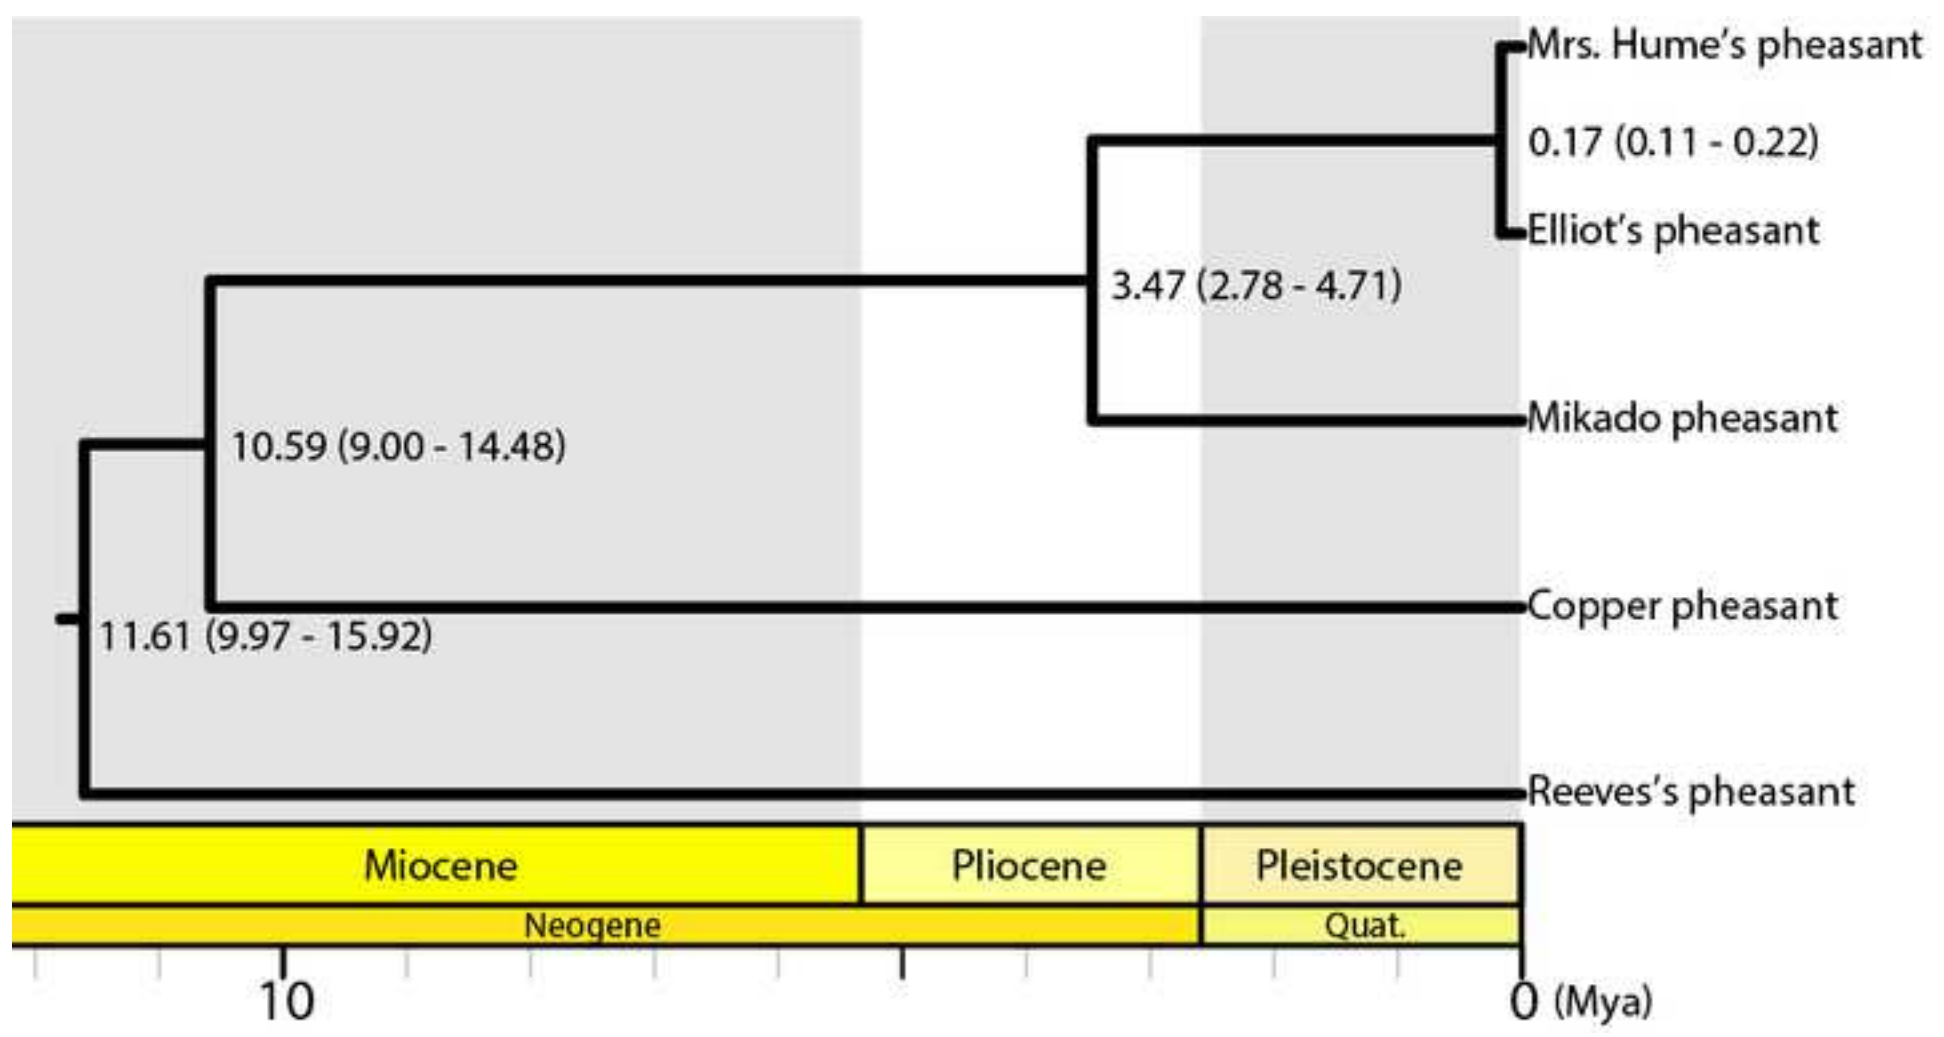 Mrs. Hume's pheasant
0.17 (0.11 - 0.22)
Elliot's pheasant
3.47 (2.78 - 4.71)
Mikado pheasant
10.59 (9.00 - 14.48)
Copper pheasant
11.61 (9.97 - 15.92)
Reeves's pheasant
Miocene Pliocene Pleistocene
Neogene Quat.
10 0 (Mya)